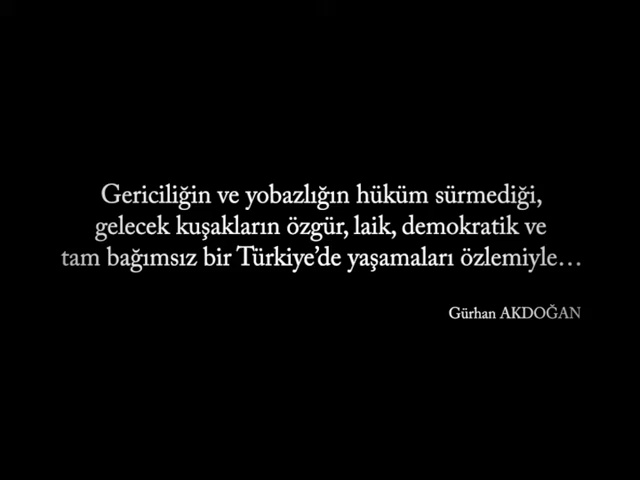 Gericiliğin ve yobazlığın hüküm sürmediği,
gelecek kuşakların özgür, laik, demokratik ve
tam bağımsız bir Türkiye’de yaşamaları özlemiyle…
Gürhan AKDOĞAN